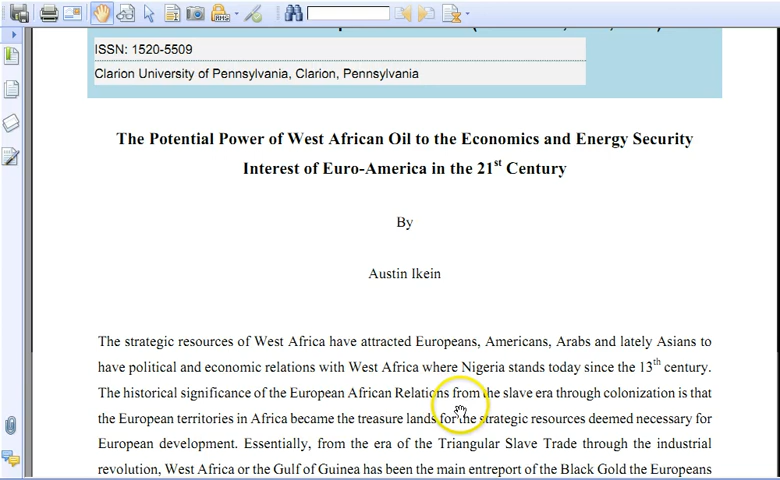 ISSN: 1520-5509
Clarion University of Pennsylvania, Clarion, Pennsylvania
The Potential Power of West African Oil to the Economics and Energy Security
Interest of Euro-America in the 21st Century
By
Austin Ikein
The strategic resources of West Africa have attracted Europeans, Americans, Arabs and lately Asians to
have political and economic relations with West Africa where Nigeria stands today since the 13th century.
The historical significance of the European African Relations from the slave era through colonization is that
the European territories in Africa became the treasure lands for the strategic resources deemed necessary for
European development. Essentially, from the era of the Triangular Slave Trade through the industrial
revolution, West Africa or the Gulf of Guinea has been the main entreport of the Black Gold the Europeans